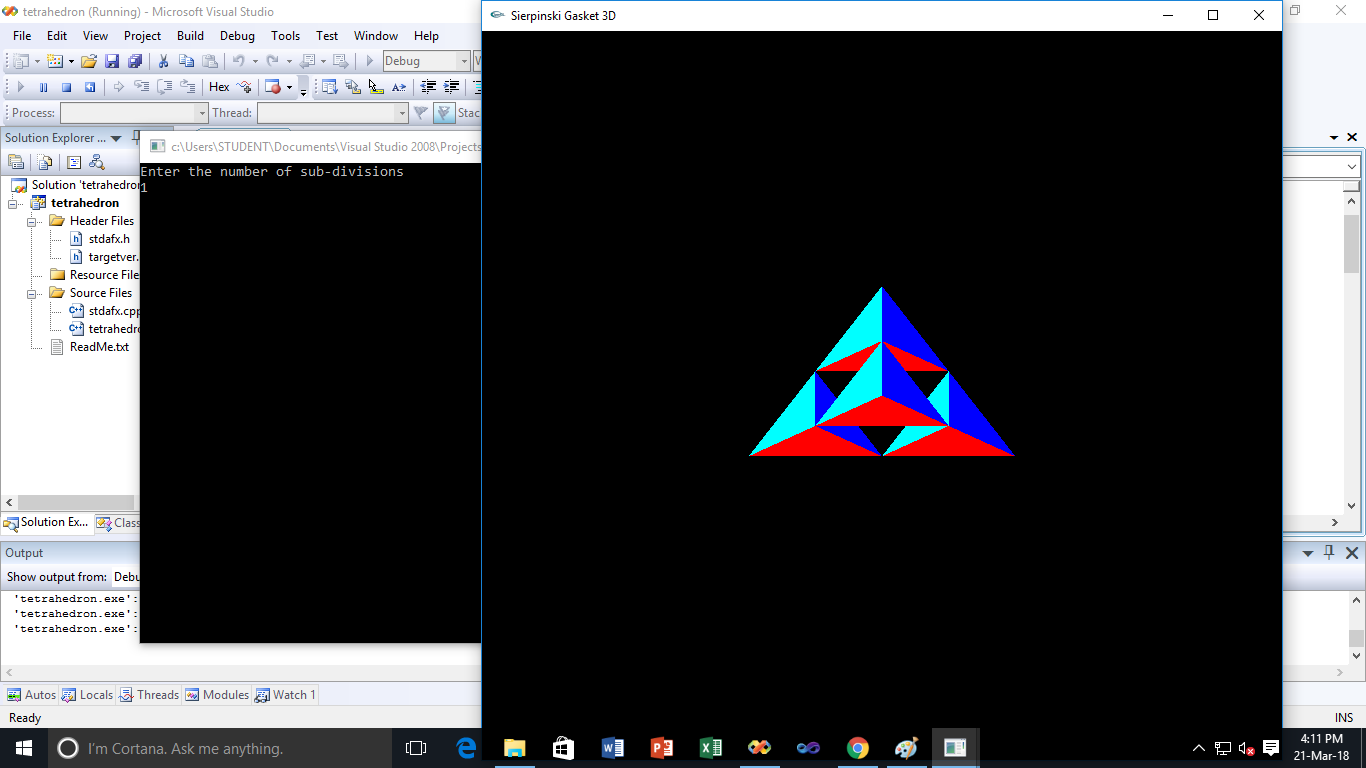 tetrahedron (Running) - Microsoft Visual Studio
Sierpinski Gasket 3D
File Edit View Project Build Debug Tools Test Window Help
Debug
Hex
Process: Thread: Stac
Solution Explorer ...
c:\Users\STUDENT\Documents\Visual Studio 2008\Projects
Enter the number of sub-divisions
1
Solution 'tetrahedron
tetrahedron
Header Files
stdafx.h
targetver.
Resource File
Source Files
stdafx.cpp
tetrahedro
ReadMe.txt
Solution Ex... Class
Output
Show output from: Debu
'tetrahedron.exe':
'tetrahedron.exe':
'tetrahedron.exe':
Autos Locals Threads Modules Watch 1
Ready INS
I'm Cortana. Ask me anything.
4:11 PM
21-Mar-18